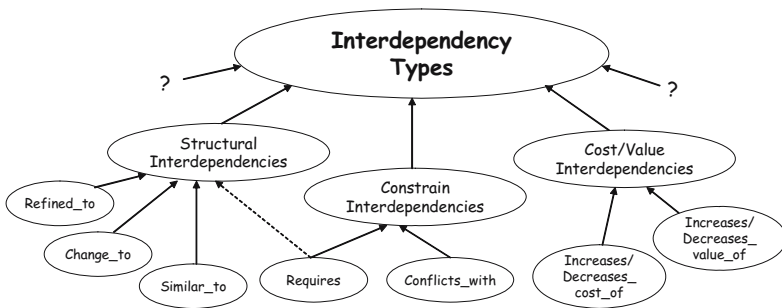 Interdependency
Types
?
?
Structural
Interdependencies
Cost/Value
Interdependencies
Constrain
Interdependencies
Refined_to
Change_to
Similar_to
Requires
Conflicts_with
Increases/
Decreases_
cost_of
Increases/
Decreases_
value_of